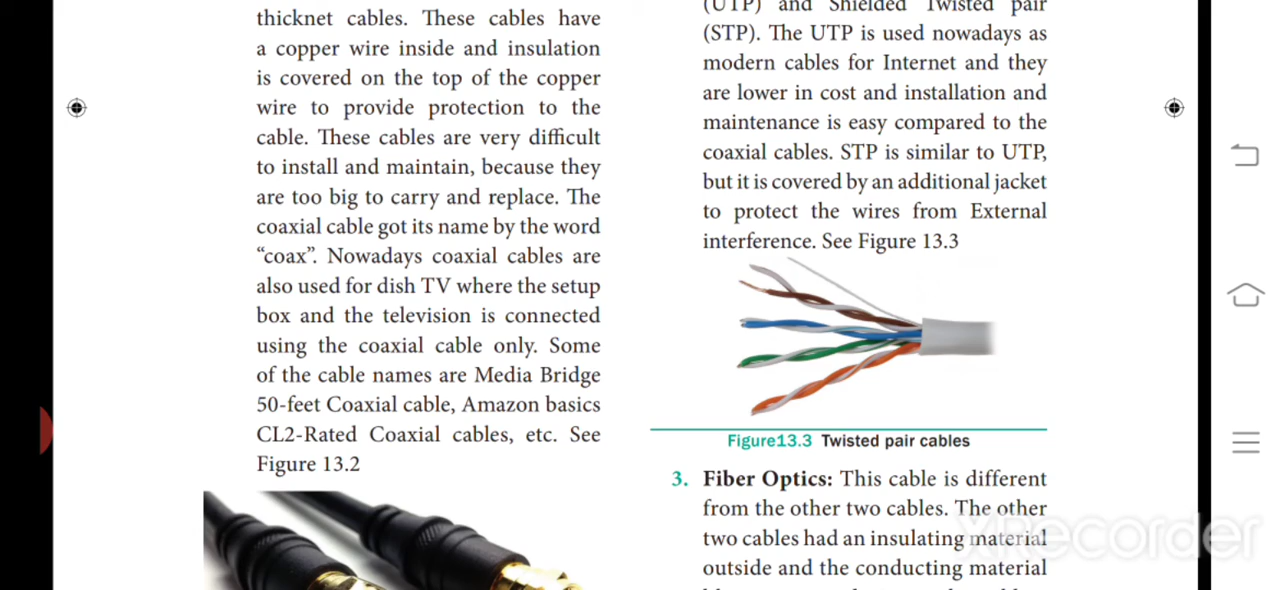 thicknet cables. These cables have
a copper wire inside and insulation
is covered on the top of the copper
wire to provide protection to the
cable. These cables are very difficult
to install and maintain, because they
are too big to carry and replace. The
coaxial cable got its name by the word
“coax”. Nowadays coaxial cables are
also used for dish TV where the setup
box and the television is connected
using the coaxial cable only. Some
of the cable names are Media Bridge
50-feet Coaxial cable, Amazon basics
CL2-Rated Coaxial cables, etc. See
Figure 13.2
(UTP) and Shielded Twisted pair
(STP). The UTP is used nowadays as
modern cables for Internet and they
are lower in cost and installation and
maintenance is easy compared to the
coaxial cables. STP is similar to UTP,
but it is covered by an additional jacket
to protect the wires from External
interference. See Figure 13.3
Figure13.3 Twisted pair cables
3. Fiber Optics: This cable is different
from the other two cables. The other
two cables had an insulating material
outside and the conducting material
XRecorder